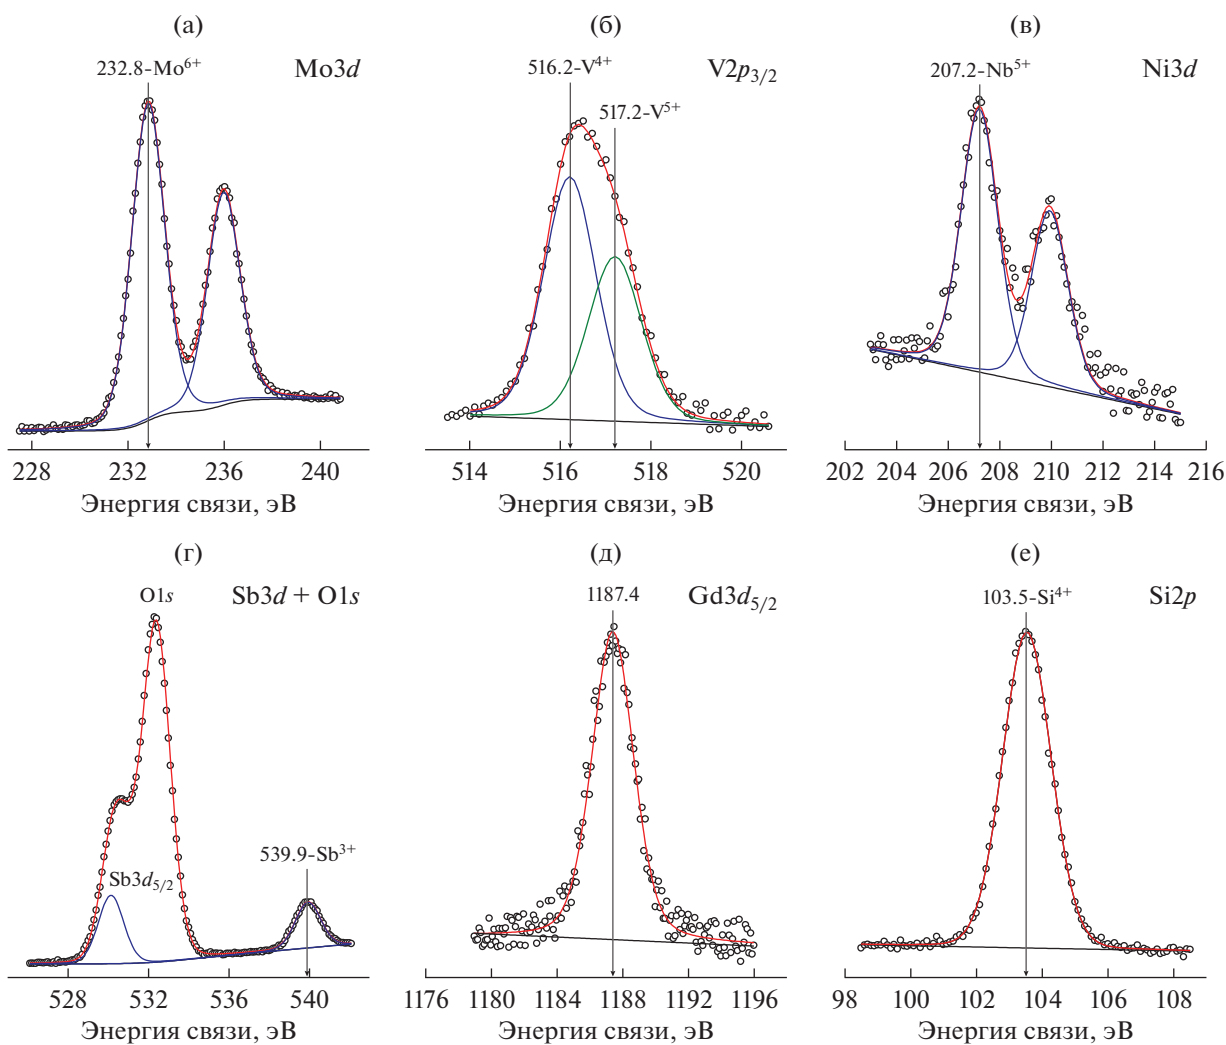 (а)
232.8-Mo⁶⁺
Mo3d
228 232 236 240
Энергия связи, эВ
(б)
516.2-V⁴⁺
V2p₃/₂
517.2-V⁵⁺
514 516 518 520
Энергия связи, эВ
(в)
207.2-Nb⁵⁺
Ni3d
202 204 206 208 210 212 214 216
Энергия связи, эВ
(г)
O1s
Sb3d + O1s
539.9-Sb³⁺
Sb3d₅/₂
528 532 536 540
Энергия связи, эВ
(д)
1187.4
Gd3d₅/₂
1176 1180 1184 1188 1192 1196
Энергия связи, эВ
(е)
103.5-Si⁴⁺
Si2p
98 100 102 104 106 108
Энергия связи, эВ